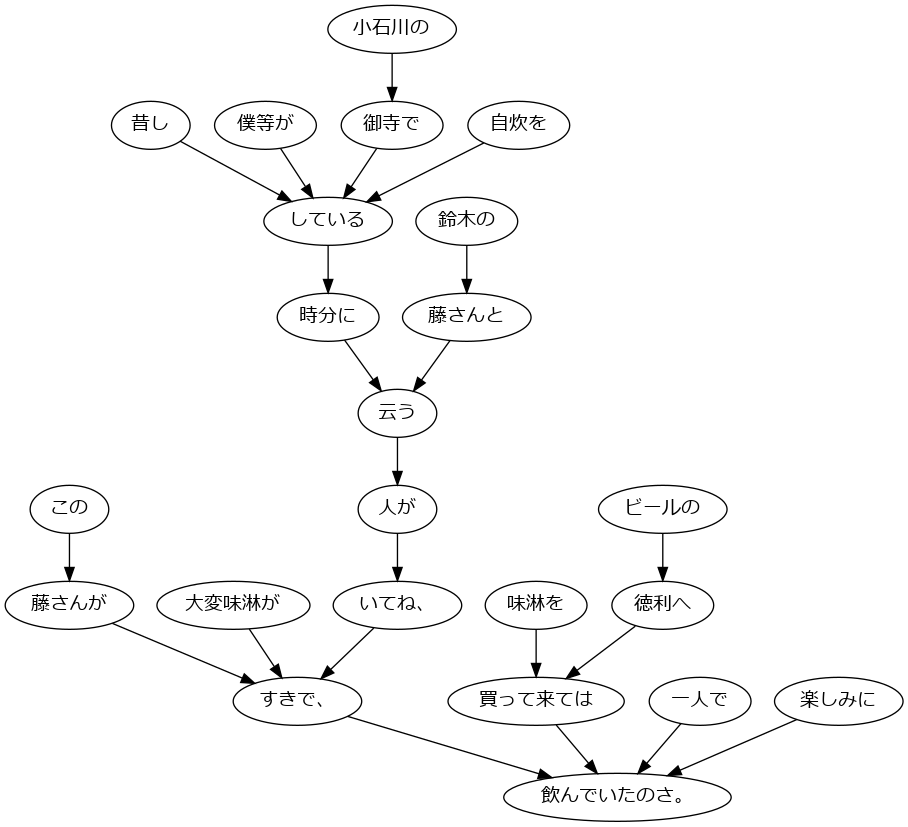 小石川の
昔し
僕等が
御寺で
自炊を
している
鈴木の
時分に
藤さんと
云う
この
人が
ビールの
藤さんが
大変味淋が
いてね、
味淋を
徳利へ
すきで、
買って来ては
一人で
楽しみに
飲んでいたのさ。